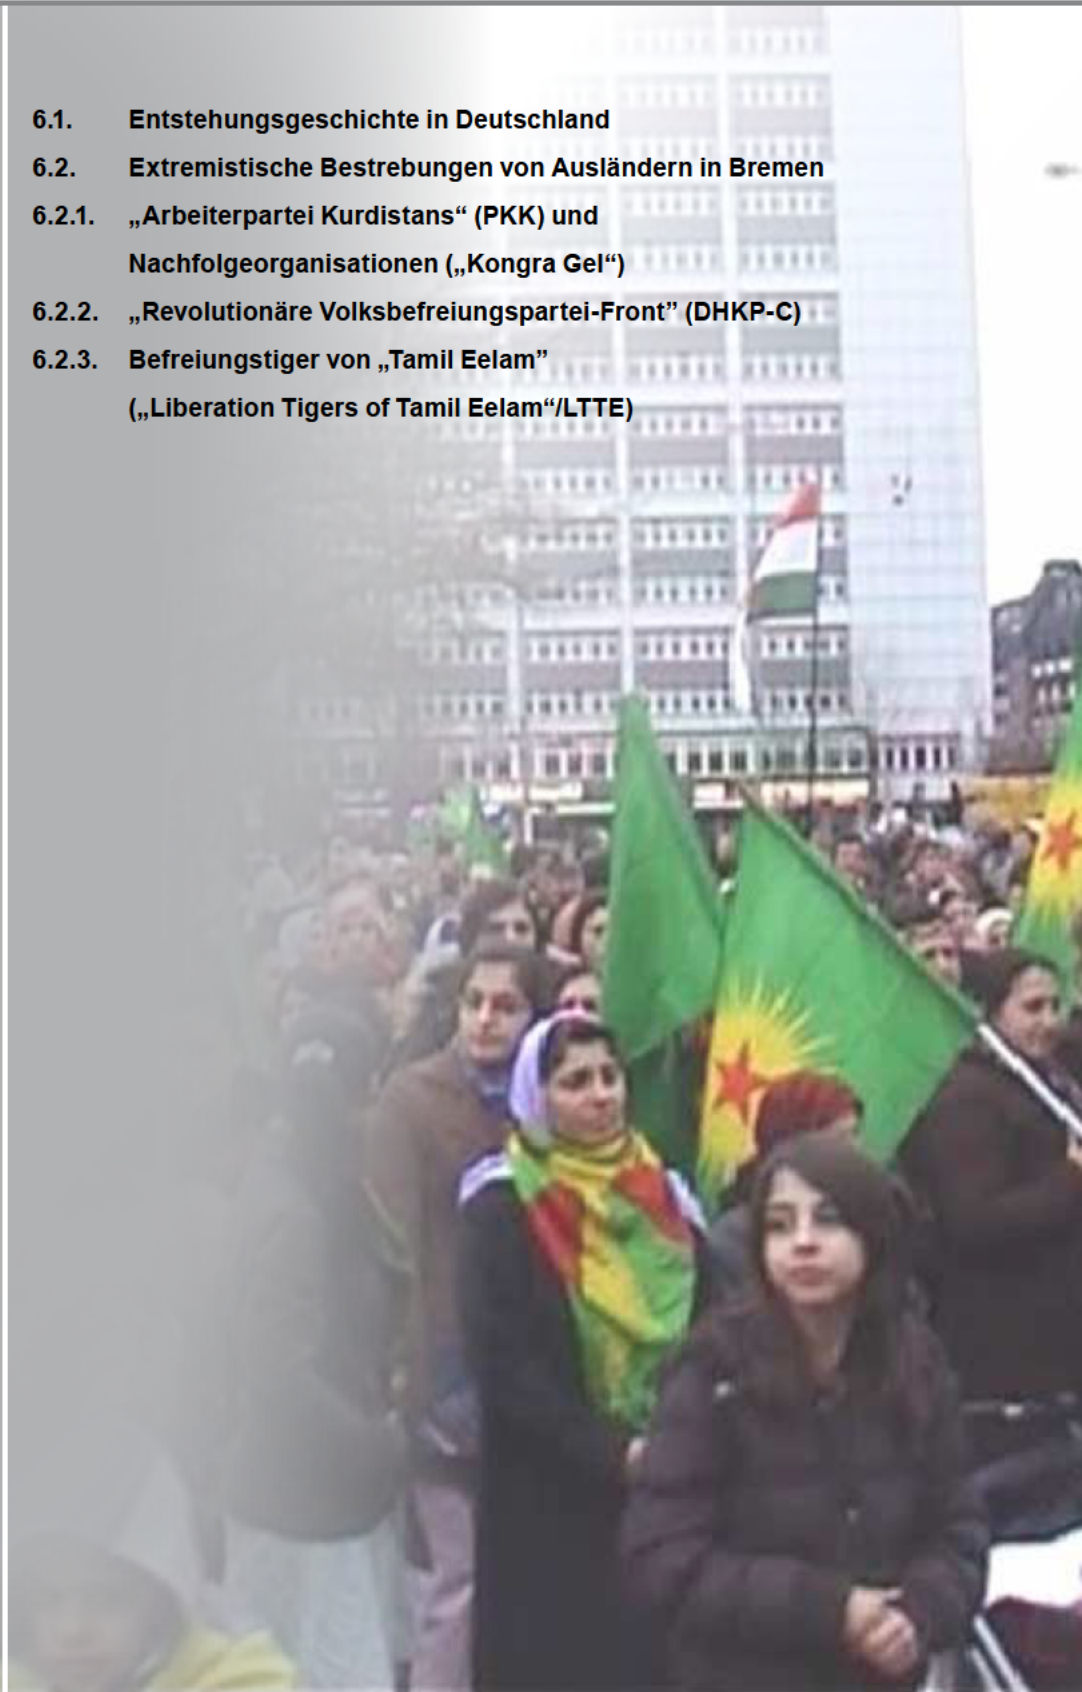 6.1. Entstehungsgeschichte in Deutschland
6.2. Extremistische Bestrebungen von Ausländern in Bremen
6.2.1. „Arbeiterpartei Kurdistans“ (PKK) und
Nachfolgeorganisationen („Kongra Gel“)
6.2.2. „Revolutionäre Volksbefreiungspartei-Front” (DHKP-C)
6.2.3. Befreiungstiger von „Tamil Eelam”
(„Liberation Tigers of Tamil Eelam“/LTTE)